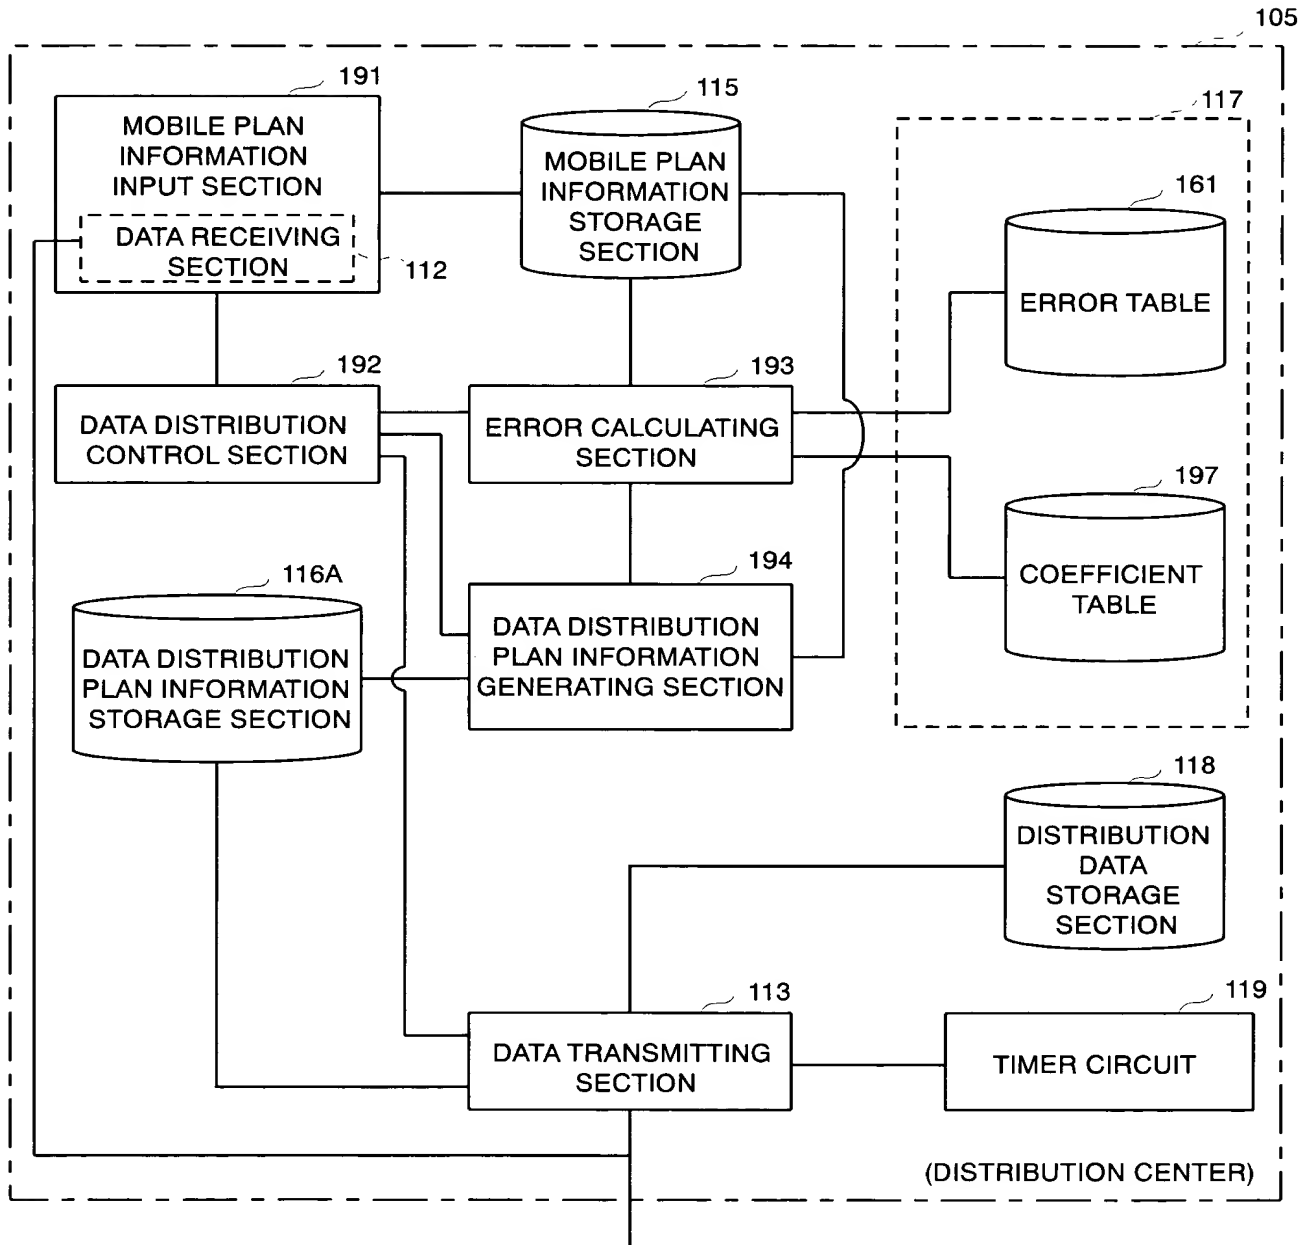 105
191
MOBILE PLAN
INFORMATION
INPUT SECTION
DATA RECEIVING
SECTION
112
115
MOBILE PLAN
INFORMATION
STORAGE
SECTION
117
161
ERROR TABLE
192
DATA DISTRIBUTION
CONTROL SECTION
193
ERROR CALCULATING
SECTION
197
COEFFICIENT
TABLE
116A
DATA DISTRIBUTION
PLAN INFORMATION
STORAGE SECTION
194
DATA DISTRIBUTION
PLAN INFORMATION
GENERATING SECTION
118
DISTRIBUTION
DATA
STORAGE
SECTION
113
DATA TRANSMITTING
SECTION
119
TIMER CIRCUIT
(DISTRIBUTION CENTER)